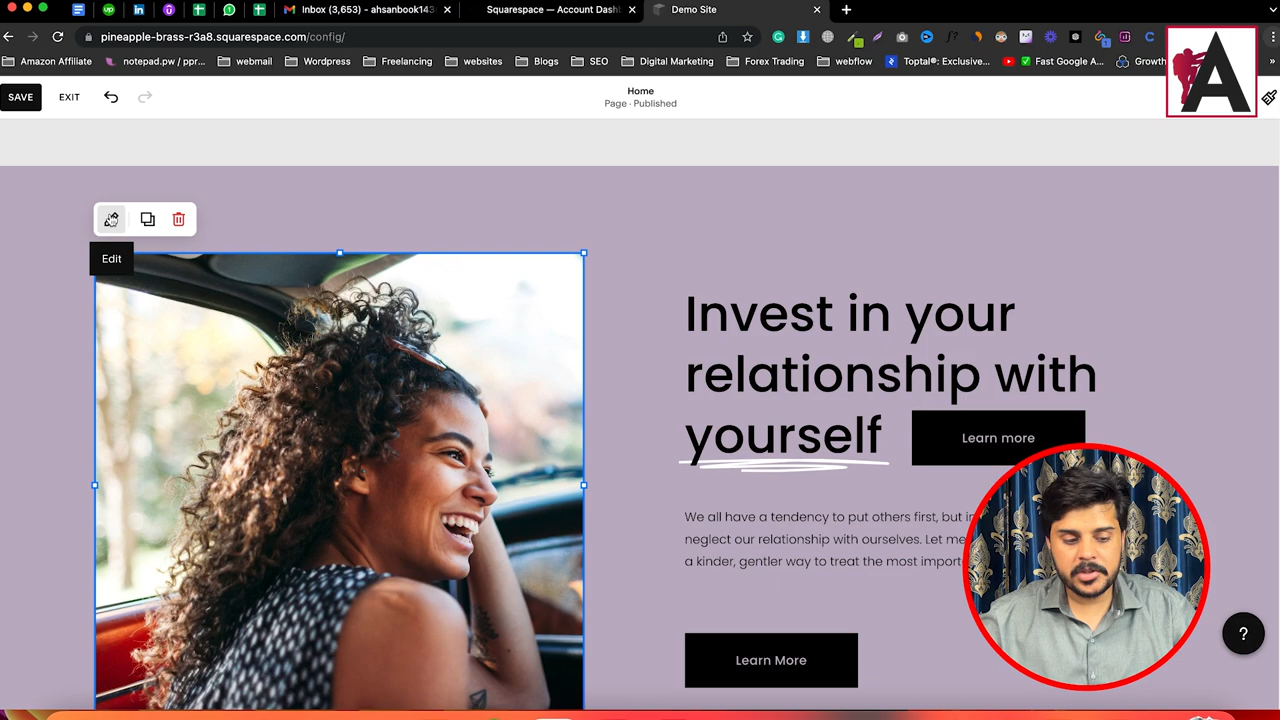 Inbox (3,653) – ahsanbook143
Squarespace — Account Dash
Demo Site
pineapple-brass-r3a8.squarespace.com/config/
Amazon Affiliate
notepad.pw / ppr...
webmail
Wordpress
Freelancing
websites
Blogs
SEO
Digital Marketing
Forex Trading
webflow
Toptal®: Exclusive...
Fast Google A...
Growth
SAVE
EXIT
Home
Page · Published
A
Edit
Invest in your
relationship with
yourself
Learn more
We all have a tendency to put others first, but in
neglect our relationship with ourselves. Let me
a kinder, gentler way to treat the most
Learn More
?